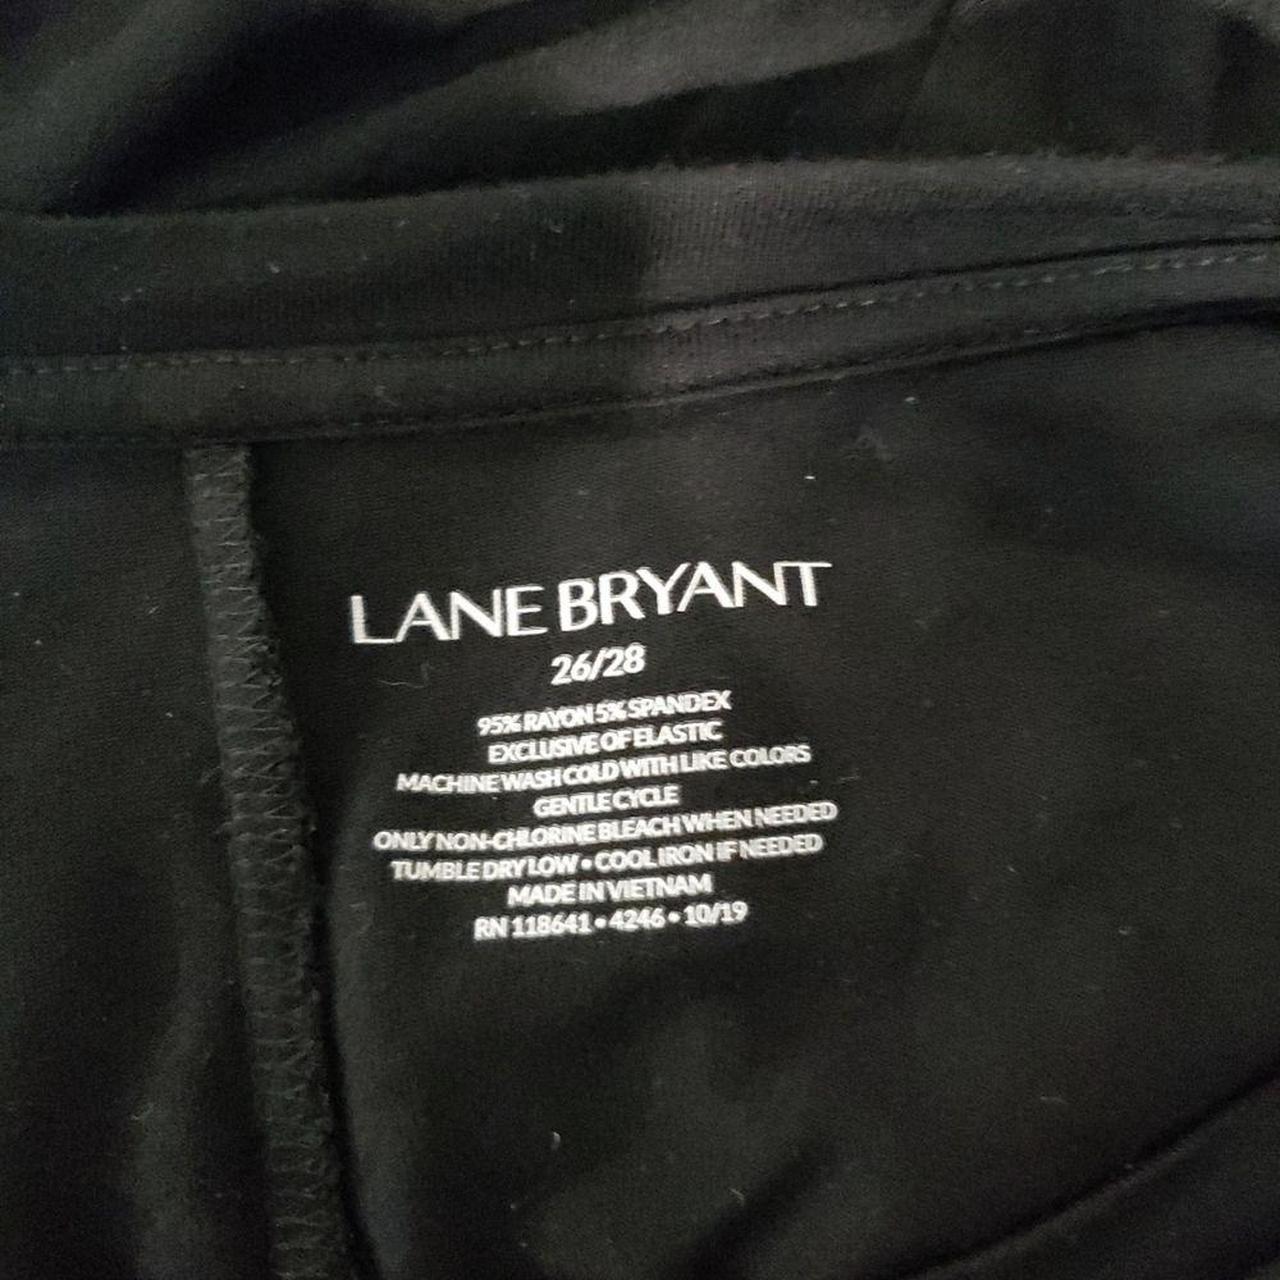 LANE BRYANT
26/28
95% RAYON 5% SPANDEX
EXCLUSIVE OF ELASTIC
MACHINE WASH COLD WITH LIKE COLORS
GENTLE CYCLE
ONLY NON-CHLORINE BLEACH WHEN NEEDED
TUMBLE DRY LOW • COOL IRON IF NEEDED
MADE IN VIETNAM
RN 118641 • 4246 • 10/19